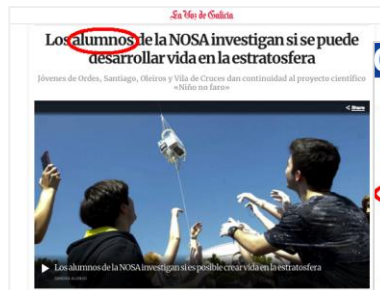 La Voz de Galicia
Los alumnos de la NOSA investigan si se puede
desarrollar vida en la estratosfera
Jóvenes de Ordes, Santiago, Oleiros y Vila de Cruces dan continuidad al proyecto científico
«Niño no faro»
Share
Los alumnos de la NOSA investigan si es posible crear vida en la estratosfera